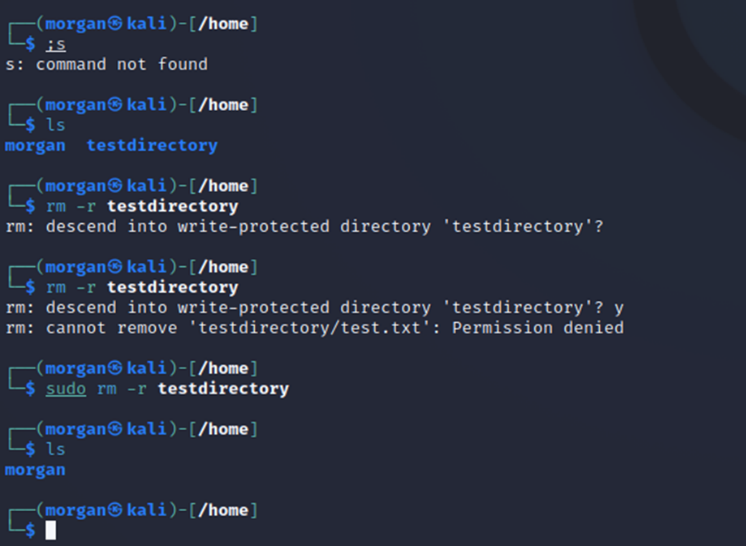 ┌──(morgan㉿kali)-[/home]
└─$ ;s
s: command not found
┌──(morgan㉿kali)-[/home]
└─$ ls
morgan  testdirectory
┌──(morgan㉿kali)-[/home]
└─$ rm -r testdirectory
rm: descend into write-protected directory 'testdirectory'?
┌──(morgan㉿kali)-[/home]
└─$ rm -r testdirectory
rm: descend into write-protected directory 'testdirectory'? y
rm: cannot remove 'testdirectory/test.txt': Permission denied
┌──(morgan㉿kali)-[/home]
└─$ sudo rm -r testdirectory
┌──(morgan㉿kali)-[/home]
└─$ ls
morgan
┌──(morgan㉿kali)-[/home]
└─$